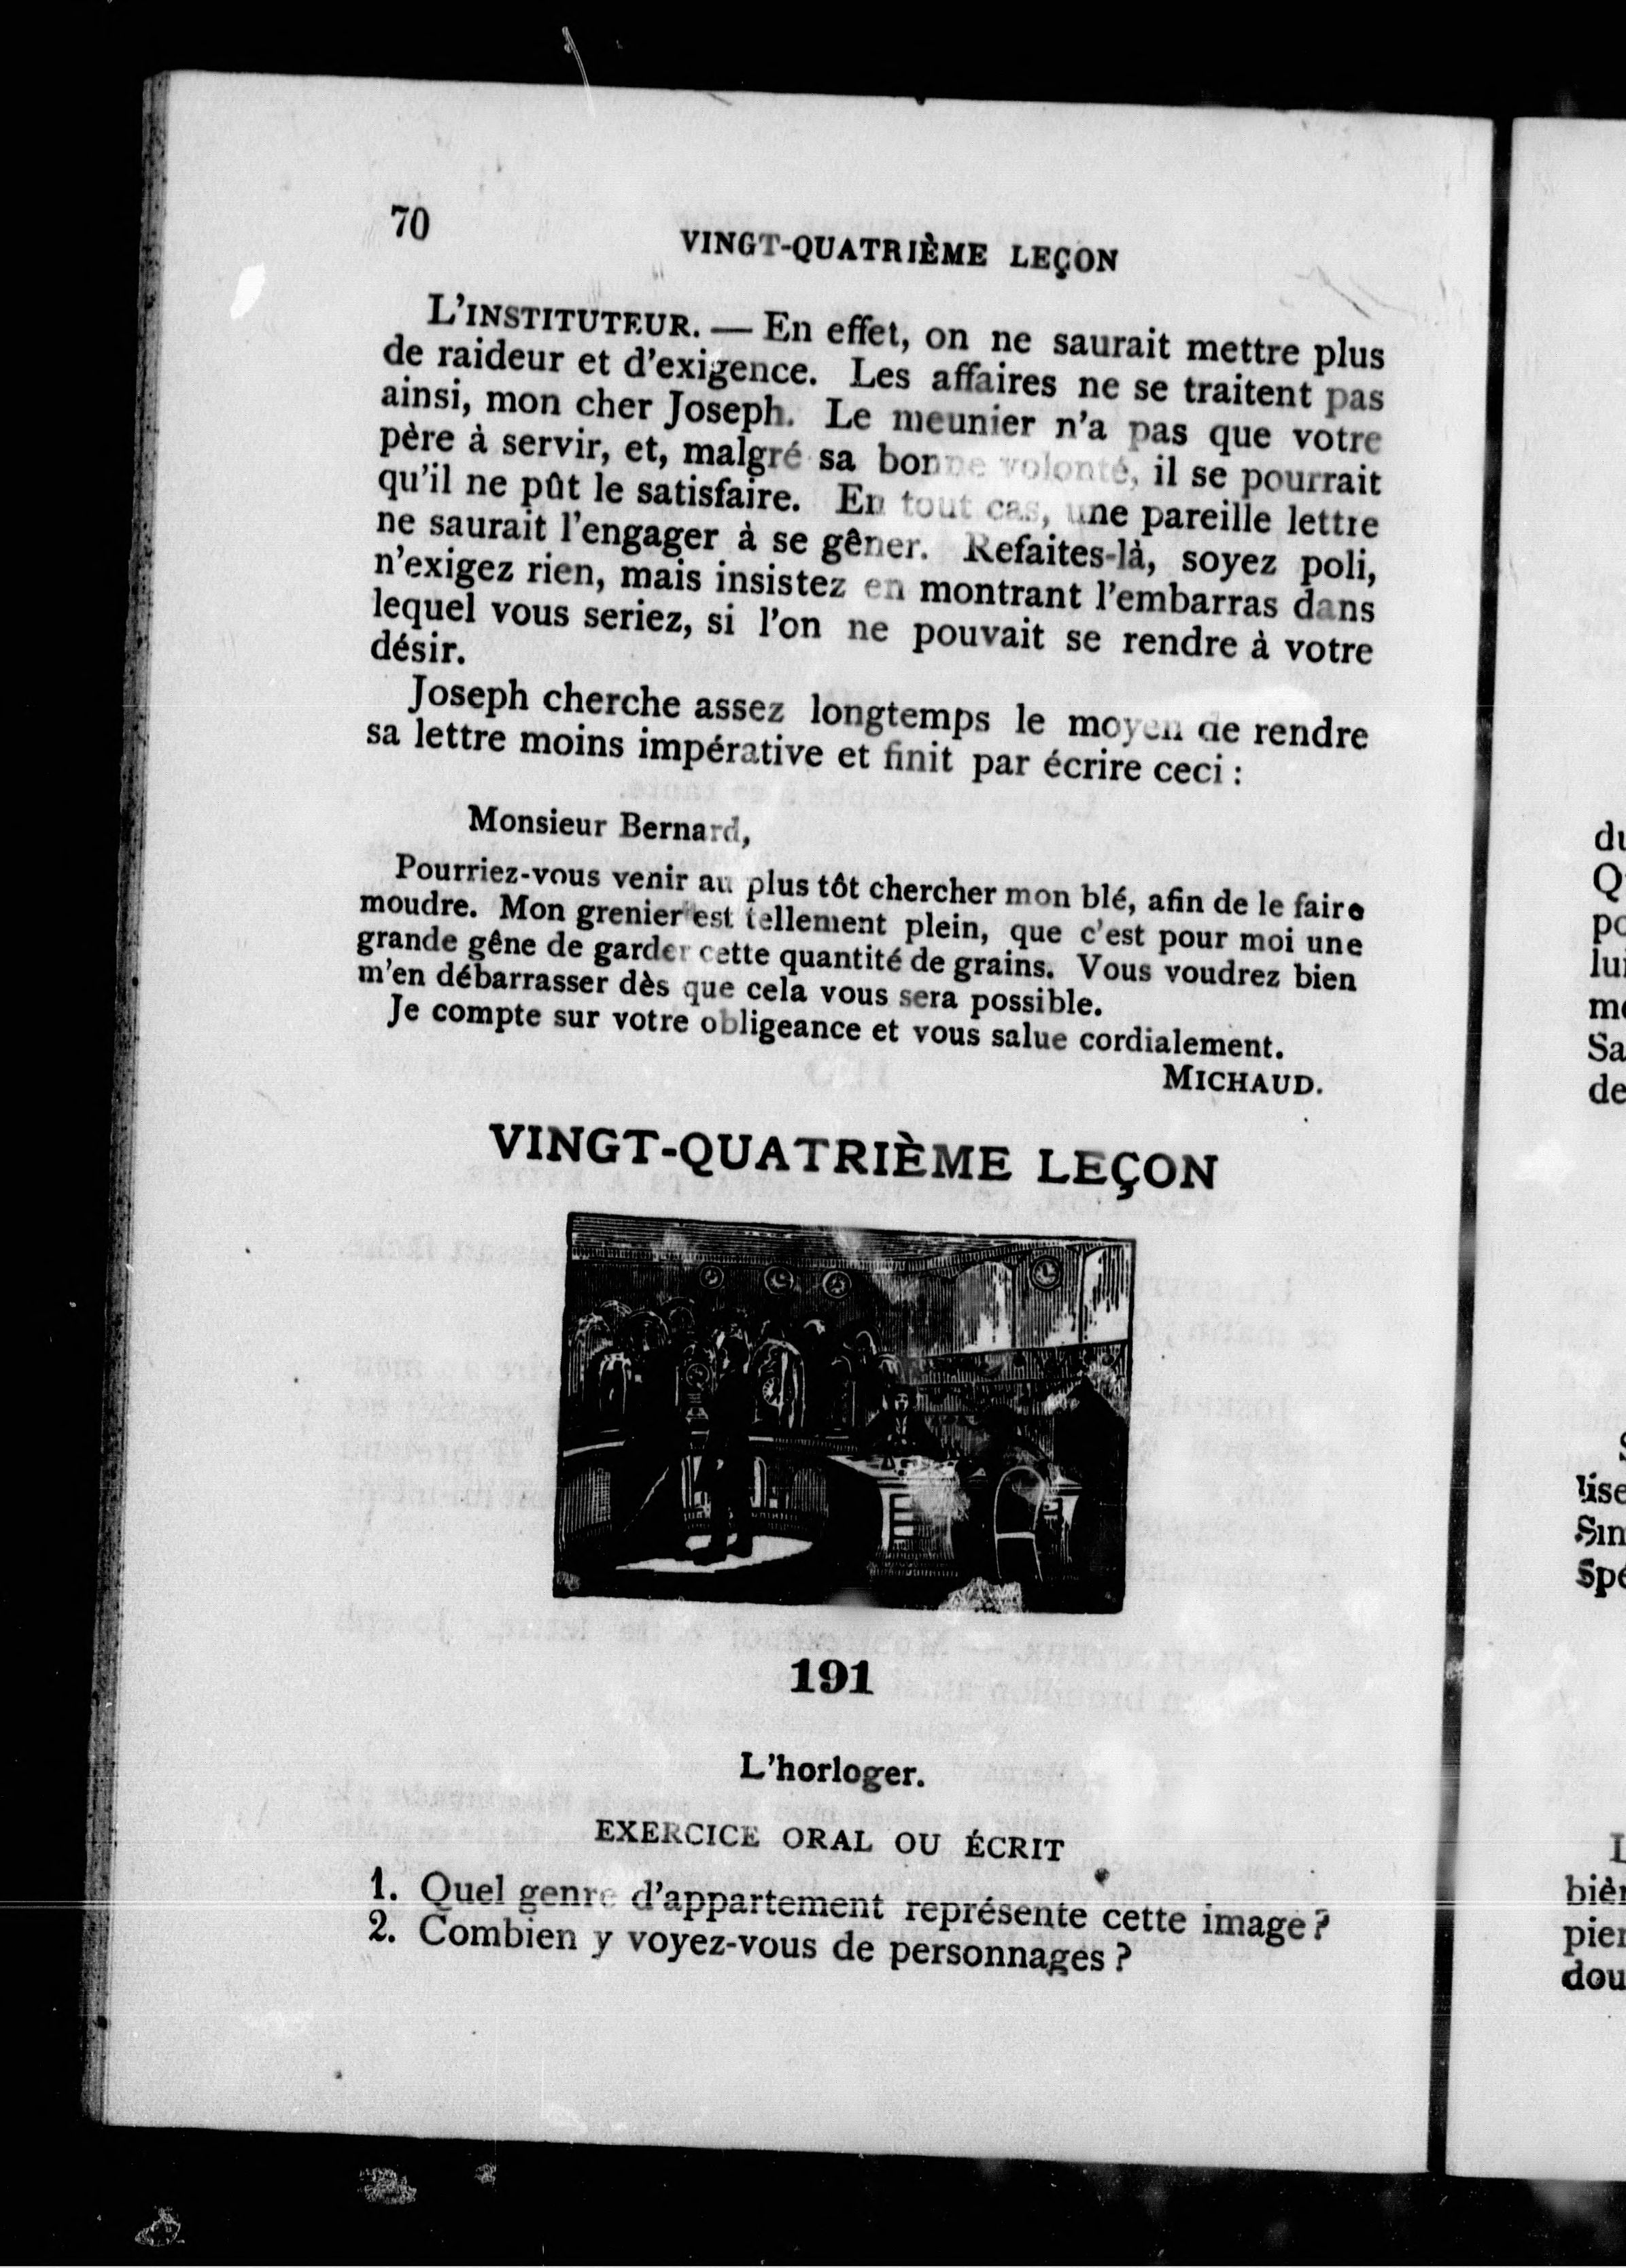 70
VINGT-QUATRIÈME LEÇON
L'INSTITUTEUR. — En effet, on ne saurait mettre plus
de raideur et d'exigence. Les affaires ne se traitent pas
ainsi, mon cher Joseph. Le meunier n'a pas que votre
père à servir, et, malgré sa bonne volonté, il se pourrait
qu'il ne pût le satisfaire. En tout cas, une pareille lettre
ne saurait l'engager à se gêner. Refaites-là, soyez poli,
n'exigez rien, mais insistez en montrant l'embarras dans
lequel vous seriez, si l'on ne pouvait se rendre à votre
désir.
Joseph cherche assez longtemps le moyen de rendre
sa lettre moins impérative et finit par écrire ceci :
Monsieur Bernard,
Pourriez-vous venir au plus tôt chercher mon blé, afin de le faire
moudre. Mon grenier est tellement plein, que c'est pour moi une
grande gêne de garder cette quantité de grains. Vous voudrez bien
m'en débarrasser dès que cela vous sera possible.
Je compte sur votre obligeance et vous salue cordialement.
MICHAUD.
VINGT-QUATRIÈME LEÇON
191
L'horloger.
EXERCICE ORAL OU ÉCRIT
1. Quel genre d'appartement représente cette image ?
2. Combien y voyez-vous de personnages ?